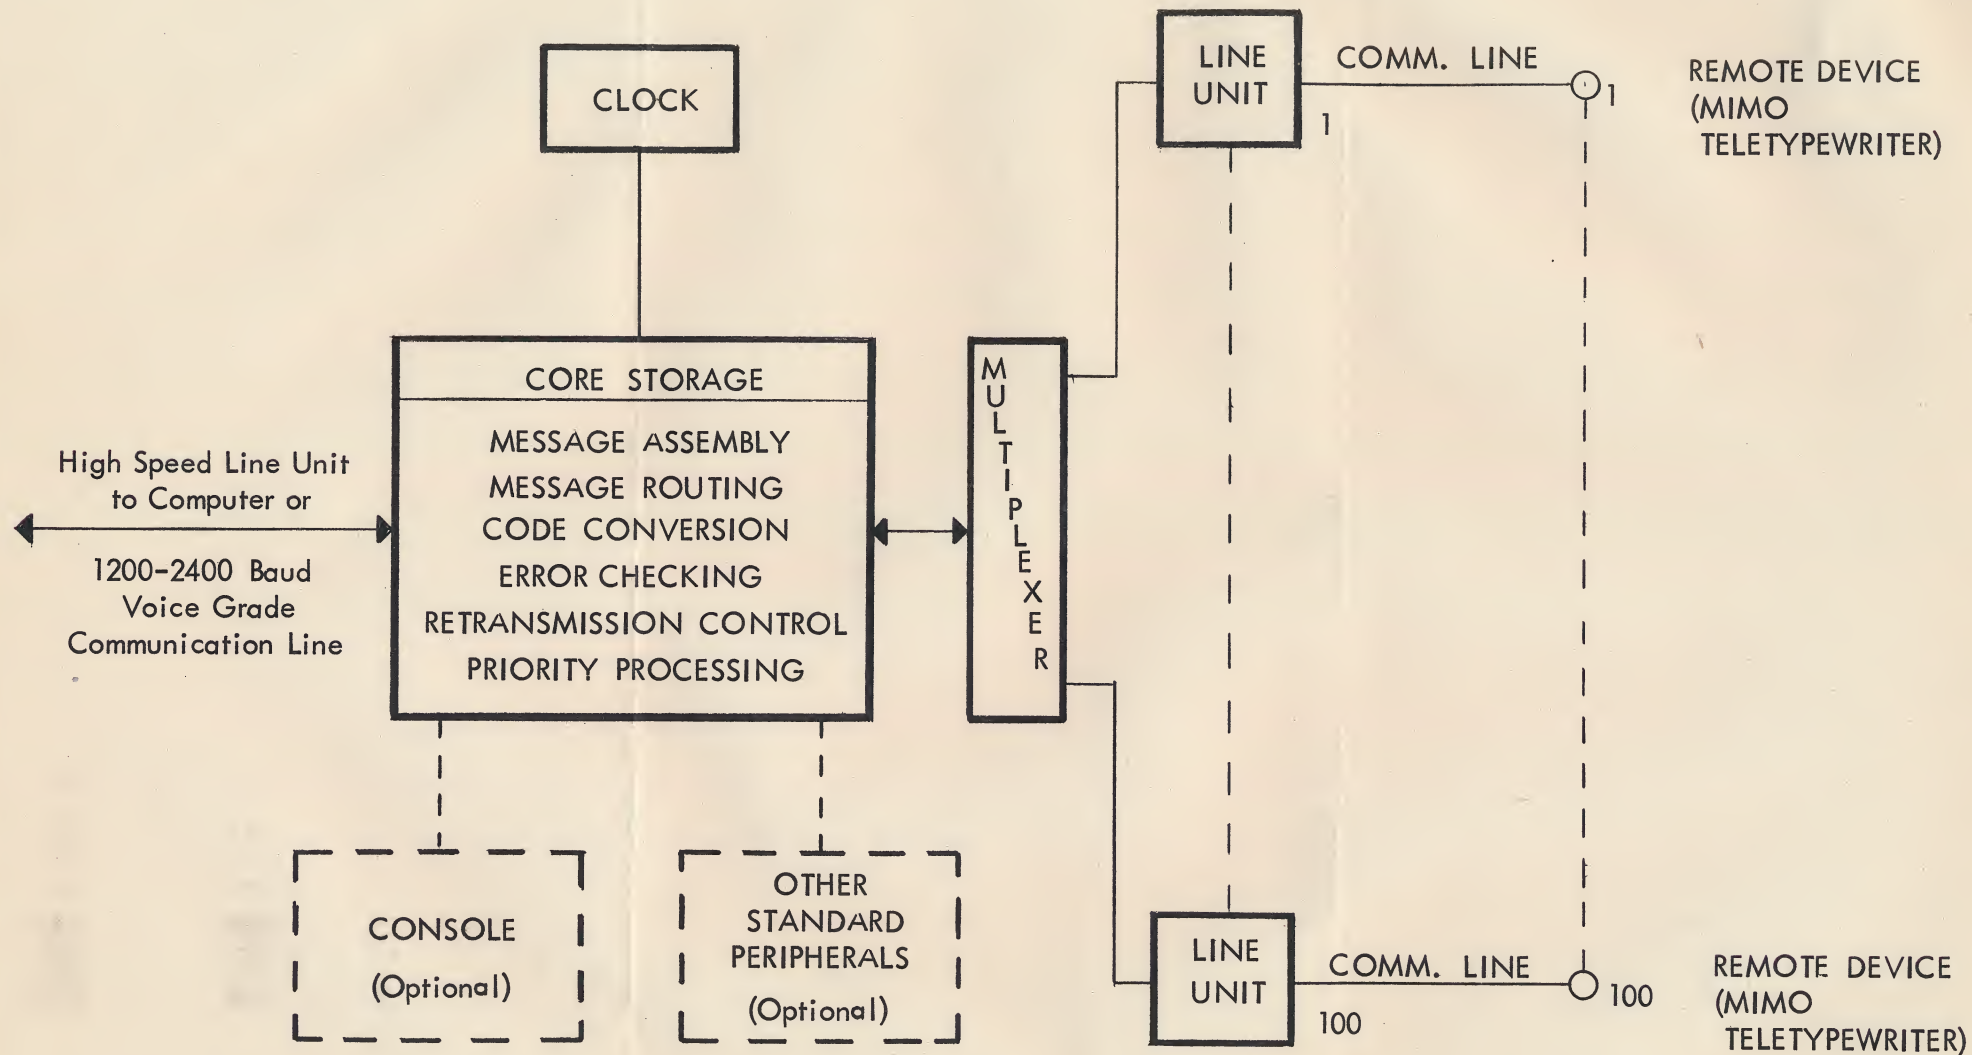 CLOCK
LINE
UNIT
1
COMM. LINE
1
REMOTE DEVICE
(MIMO
TELETYPEWRITER)
CORE STORAGE
MESSAGE ASSEMBLY
MESSAGE ROUTING
CODE CONVERSION
ERROR CHECKING
RETRANSMISSION CONTROL
PRIORITY PROCESSING
High Speed Line Unit
to Computer or
1200-2400 Baud
Voice Grade
Communication Line
MULTIPLEXER
CONSOLE
(Optional)
OTHER
STANDARD
PERIPHERALS
(Optional)
LINE
UNIT
100
COMM. LINE
100
REMOTE DEVICE
(MIMO
TELETYPEWRITER)